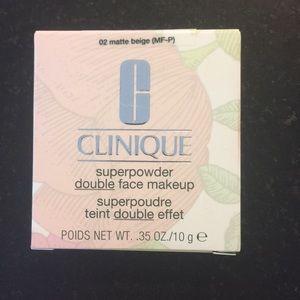 02 matte beige (MF-P)
C
CLINIQUE
superpowder
double face makeup
superpoudre
teint double effet
POIDS NET WT. .35 OZ./10 g ℮